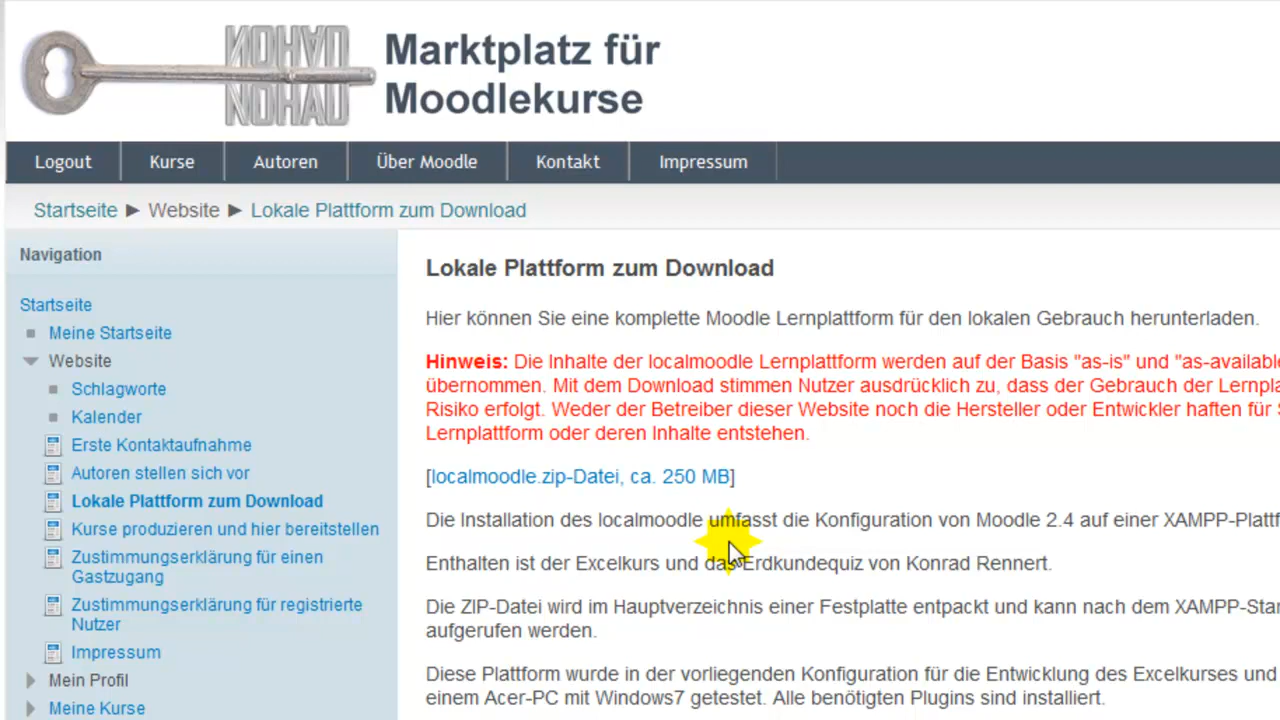 NOHAU
Marktplatz für
Moodlekurse
Logout Kurse Autoren Über Moodle Kontakt Impressum
Startseite ► Website ► Lokale Plattform zum Download
Navigation
Startseite
Meine Startseite
Website
Schlagworte
Kalender
Erste Kontaktaufnahme
Autoren stellen sich vor
Lokale Plattform zum Download
Kurse produzieren und hier bereitstellen
Zustimmungserklärung für einen
Gastzugang
Zustimmungserklärung für registrierte
Nutzer
Impressum
Mein Profil
Meine Kurse
Lokale Plattform zum Download
Hier können Sie eine komplette Moodle Lernplattform für den lokalen Gebrauch herunterladen.
Hinweis: Die Inhalte der localmoodle Lernplattform werden auf der Basis "as-is" und "as-available
übernommen. Mit dem Download stimmen Nutzer ausdrücklich zu, dass der Gebrauch der Lernpla
Risiko erfolgt. Weder der Betreiber dieser Website noch die Hersteller oder Entwickler haften für S
Lernplattform oder deren Inhalte entstehen.
[localmoodle.zip-Datei, ca. 250 MB]
Die Installation des localmoodle umfasst die Konfiguration von Moodle 2.4 auf einer XAMPP-Plattf
Enthalten ist der Excelkurs und das Erdkundequiz von Konrad Rennert.
Die ZIP-Datei wird im Hauptverzeichnis einer Festplatte entpackt und kann nach dem XAMPP-Star
aufgerufen werden.
Diese Plattform wurde in der vorliegenden Konfiguration für die Entwicklung des Excelkurses und
einem Acer-PC mit Windows7 getestet. Alle benötigten Plugins sind installiert.